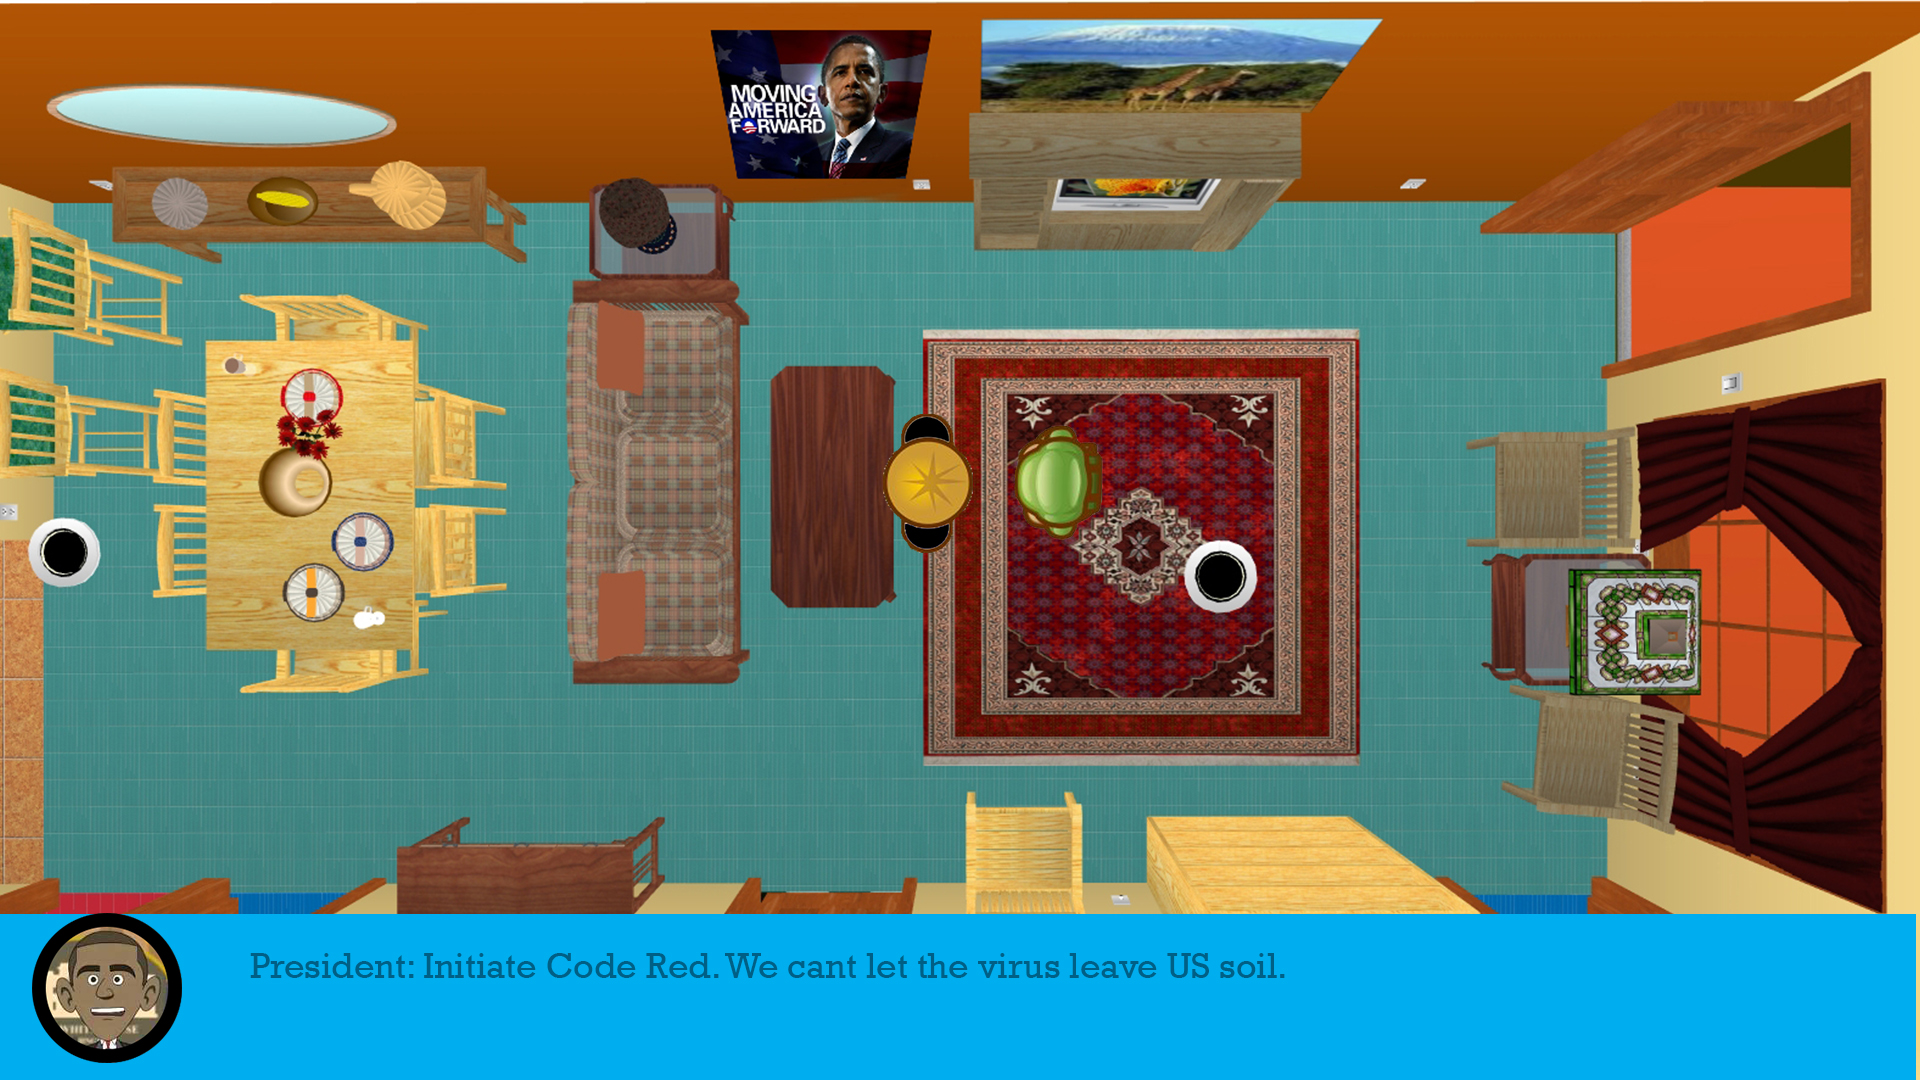 MOVING
AMERICA
FORWARD
President: Initiate Code Red. We cant let the virus leave US soil.